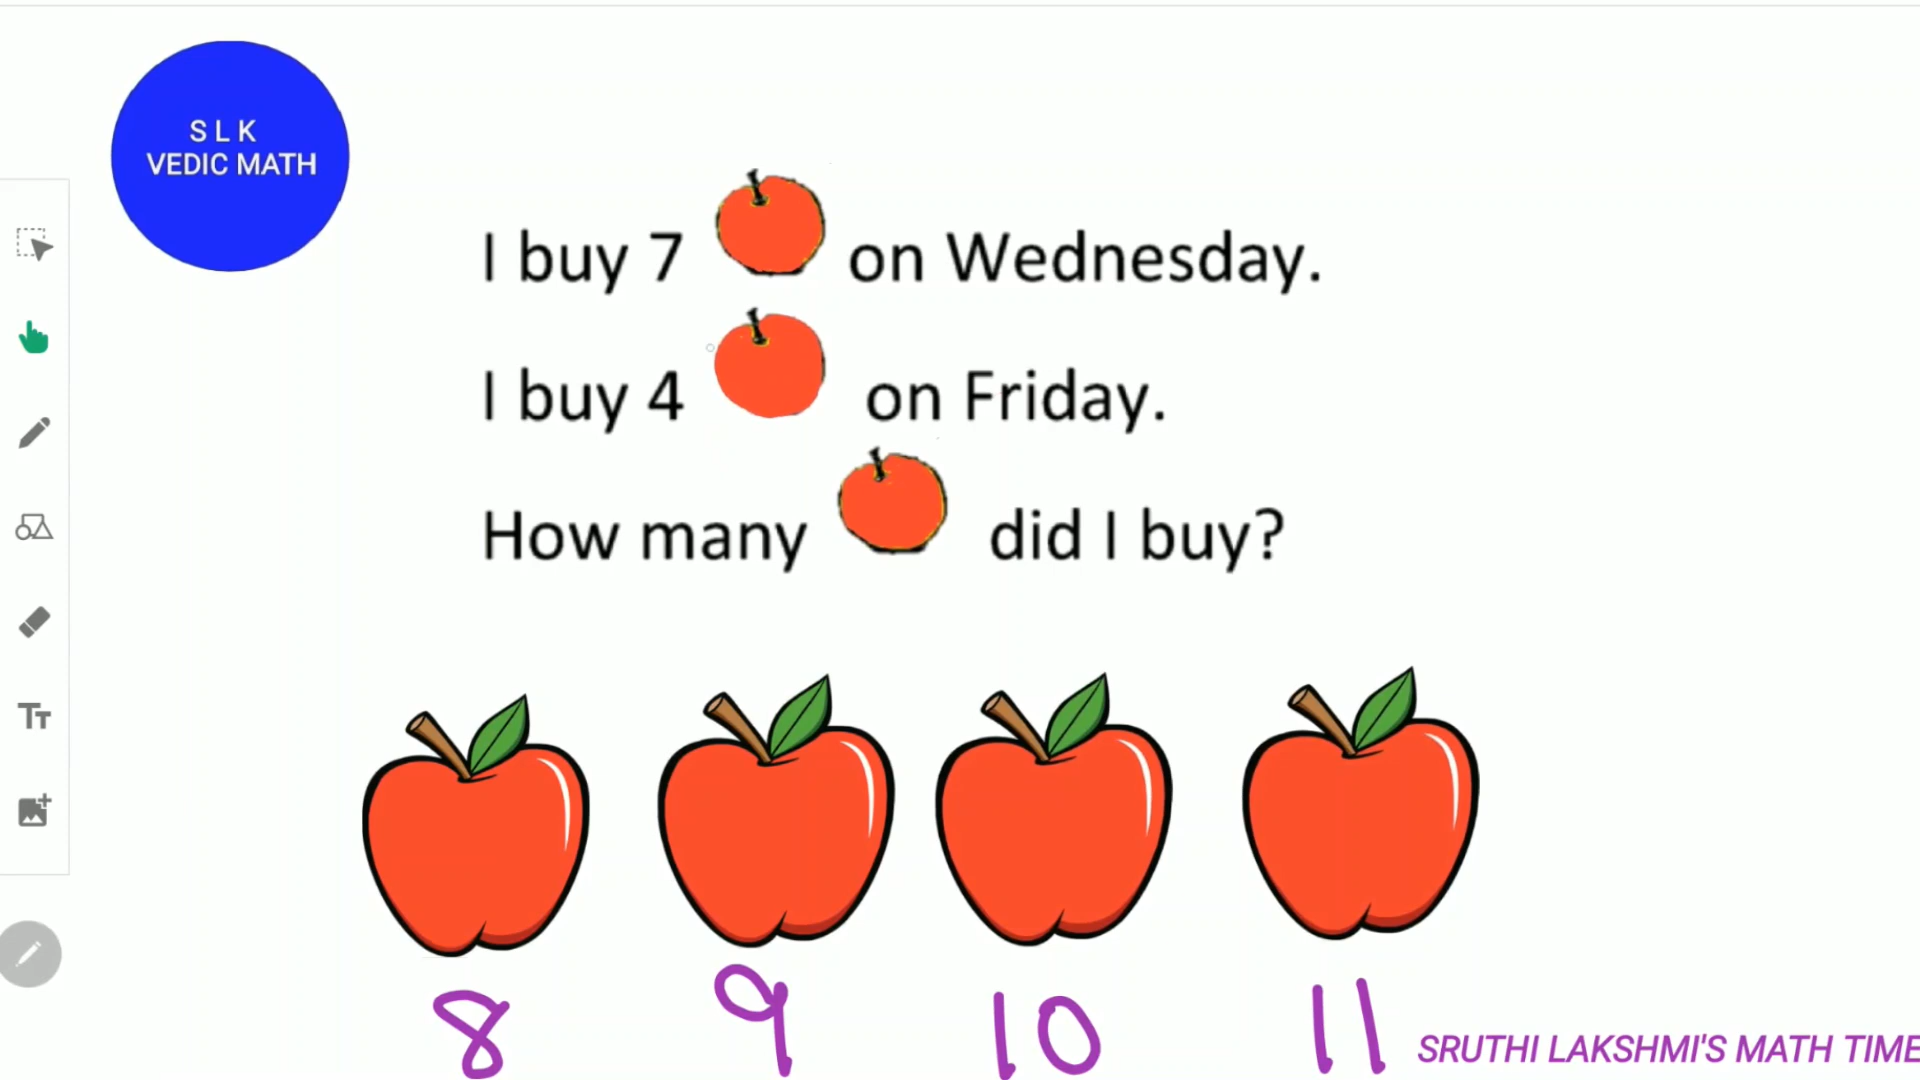 S L K
VEDIC MATH
I buy 7 on Wednesday.
I buy 4 on Friday.
How many did I buy?
8 9 10 11
SRUTHI LAKSHMI'S MATH TIME
TT